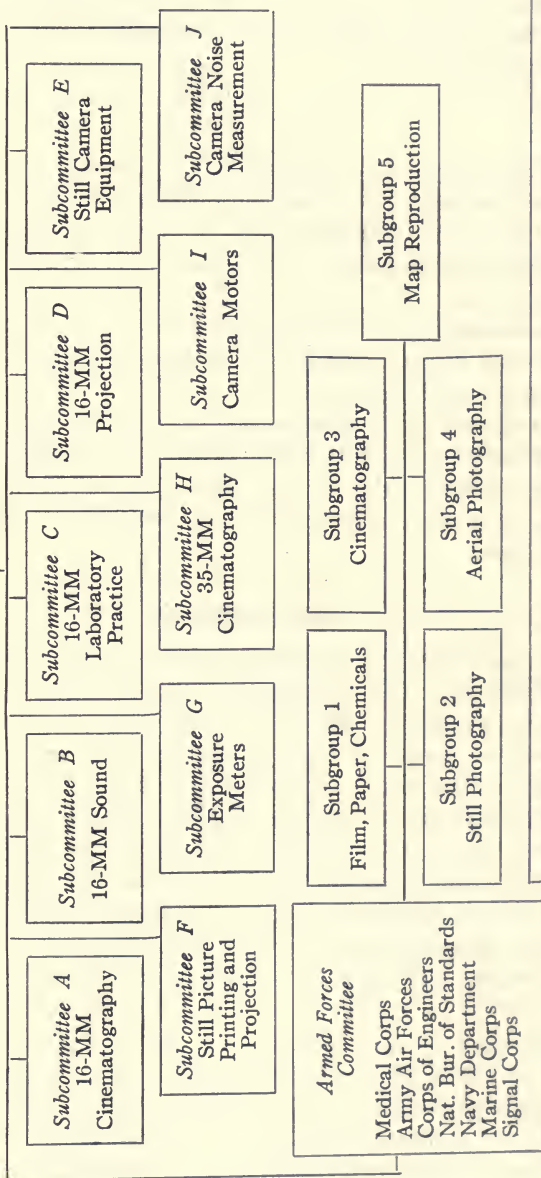 Subcommittee A
16-MM
Cinematography
Subcommittee B
16-MM Sound
Subcommittee C
16-MM
Laboratory
Practice
Subcommittee D
16-MM
Projection
Subcommittee E
Still Camera
Equipment
Subcommittee F
Still Picture
Printing and
Projection
Subcommittee G
Exposure
Meters
Subcommittee H
35-MM
Cinematography
Subcommittee I
Camera Motors
Subcommittee J
Camera Noise
Measurement
Armed Forces
Committee
Medical Corps
Army Air Forces
Corps of Engineers
Nat. Bur. of Standards
Navy Department
Marine Corps
Signal Corps
Subgroup 1
Film, Paper, Chemicals
Subgroup 2
Still Photography
Subgroup 3
Cinematography
Subgroup 4
Aerial Photography
Subgroup 5
Map Reproduction